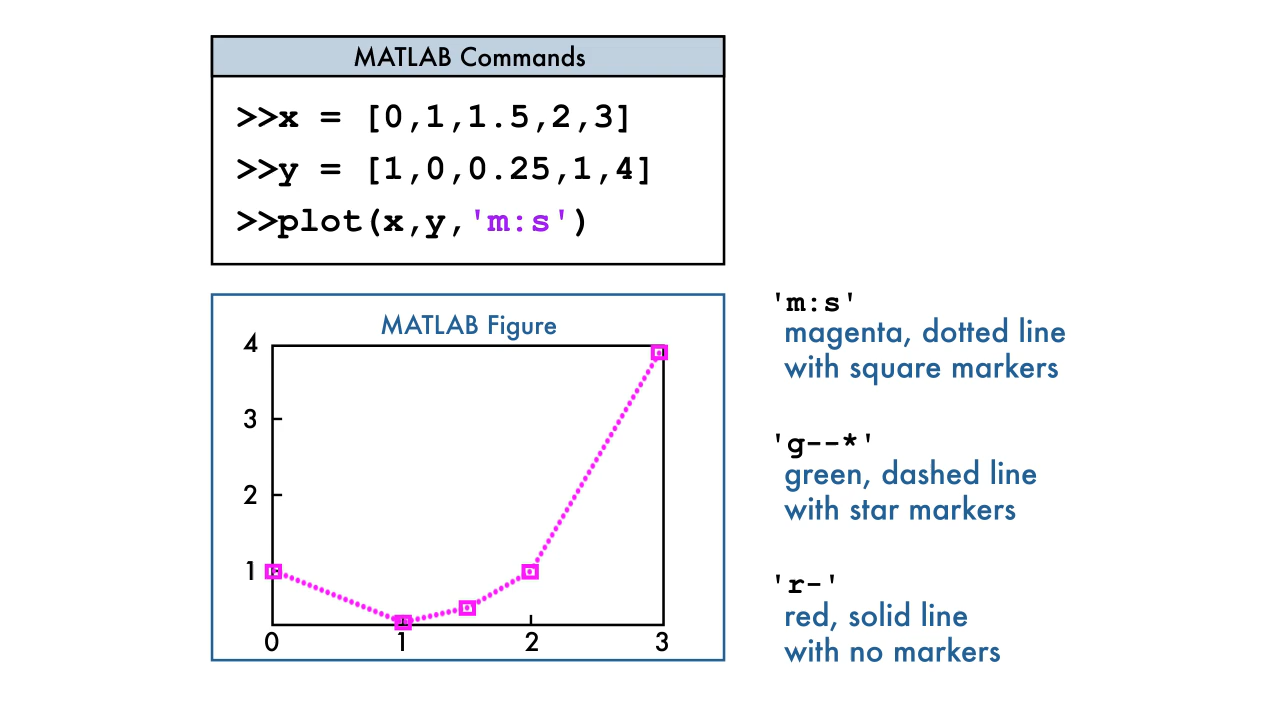 MATLAB Commands
>>x = [0,1,1.5,2,3]
>>y = [1,0,0.25,1,4]
>>plot(x,y,'m:s')
MATLAB Figure
4
3
2
1
0 1 2 3
'm:s'
magenta, dotted line
with square markers
'g--*'
green, dashed line
with star markers
'r-'
red, solid line
with no markers